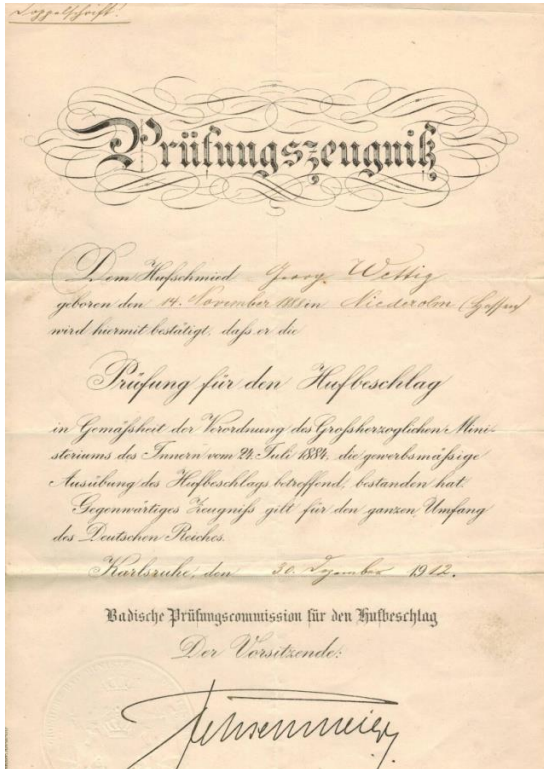 Doppelschrift!
Prüfungszeugniß
Dem Hufschmied Georg Wettig
geboren den 14. November 1888 in Niederolm (Hessen)
wird hiermit bestätigt, daß er die
Prüfung für den Hufbeschlag
in Gemäßheit der Verordnung des Großherzoglichen Mini-
steriums des Innern vom 24. Juli 1884, die gewerbsmäßige
Ausübung des Hufbeschlags betreffend, bestanden hat.
Gegenwärtiges Zeugniß gilt für den ganzen Umfang
des Deutschen Reiches.
Karlsruhe, den 30. Dezember 1912.
Badische Prüfungscommission für den Hufbeschlag
Der Vorsitzende:
Fehsenmeier